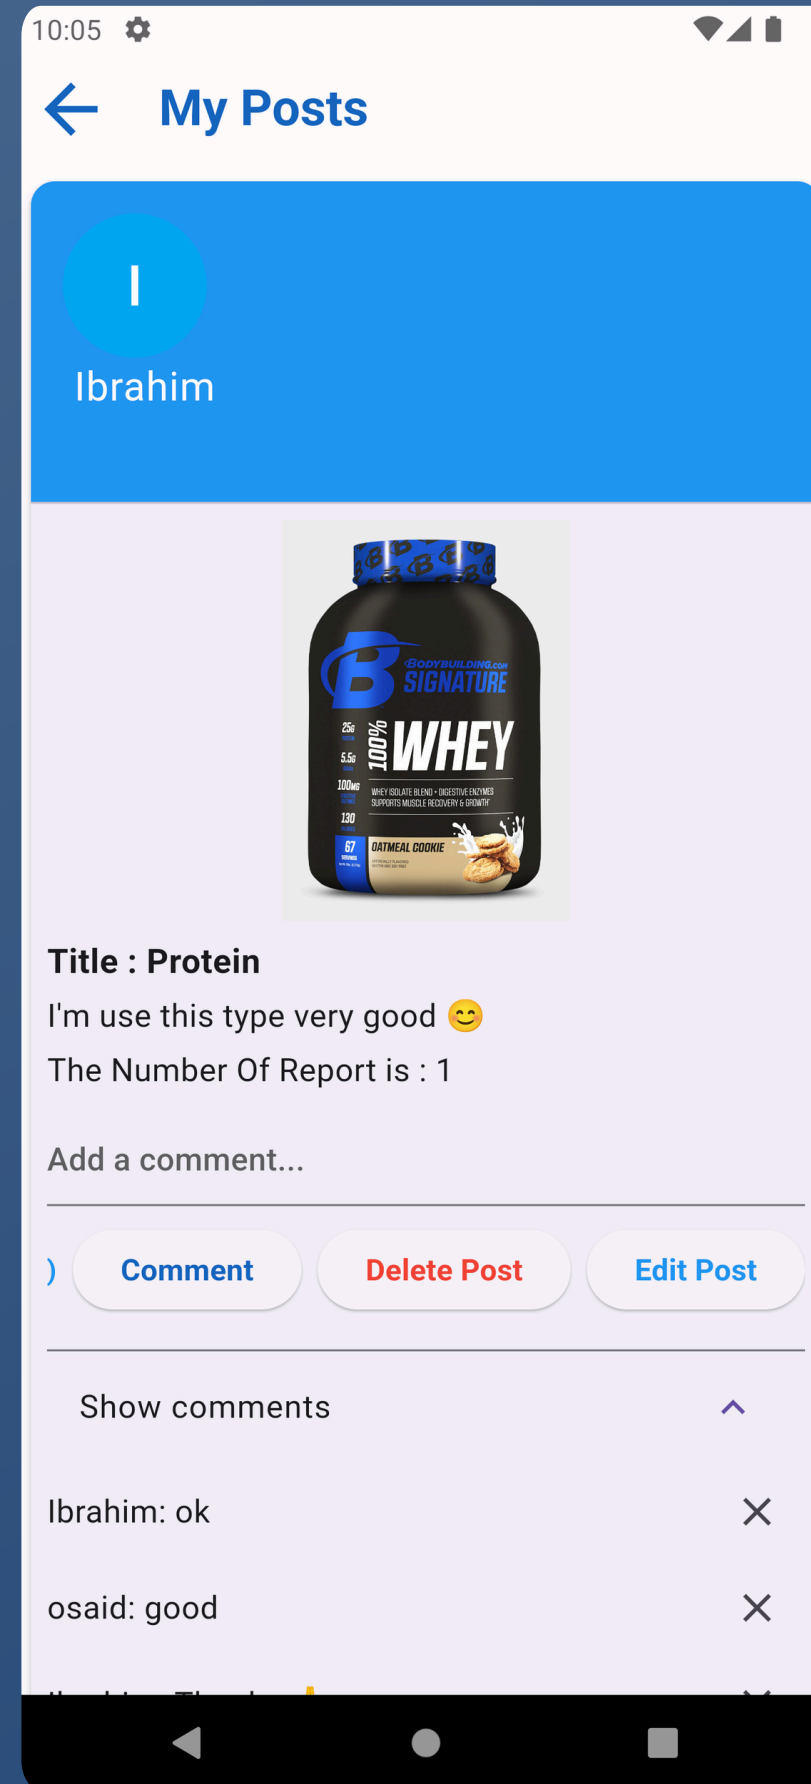 10:05
My Posts
I
Ibrahim
BODYBUILDING.com
SIGNATURE
100% WHEY
25G
5.5G
100MG
130
67
SERVINGS
WHEY ISOLATE BLEND + DIGESTIVE ENZYMES
SUPPORTS MUSCLE RECOVERY & GROWTH
OATMEAL COOKIE
Title : Protein
I'm use this type very good 😊
The Number Of Report is : 1
Add a comment...
) Comment Delete Post Edit Post
Show comments
Ibrahim: ok
osaid: good